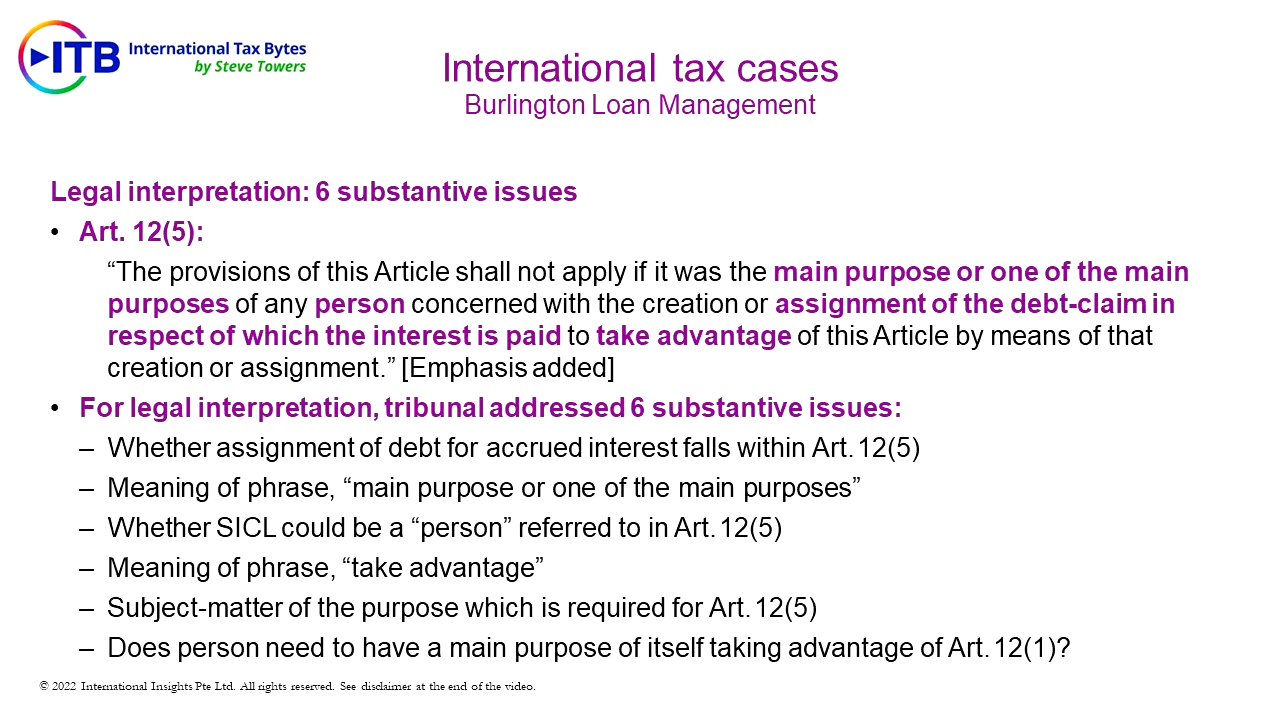 ITB International Tax Bytes
by Steve Towers
International tax cases
Burlington Loan Management
Legal interpretation: 6 substantive issues
• Art. 12(5):
“The provisions of this Article shall not apply if it was the main purpose or one of the main
purposes of any person concerned with the creation or assignment of the debt-claim in
respect of which the interest is paid to take advantage of this Article by means of that
creation or assignment.” [Emphasis added]
• For legal interpretation, tribunal addressed 6 substantive issues:
– Whether assignment of debt for accrued interest falls within Art. 12(5)
– Meaning of phrase, “main purpose or one of the main purposes”
– Whether SICL could be a “person” referred to in Art. 12(5)
– Meaning of phrase, “take advantage”
– Subject-matter of the purpose which is required for Art. 12(5)
– Does person need to have a main purpose of itself taking advantage of Art. 12(1)?
© 2022 International Insights Pte Ltd. All rights reserved. See disclaimer at the end of the video.